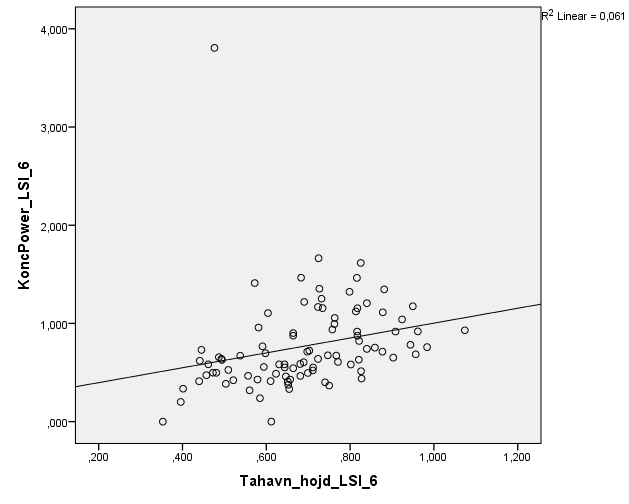 R2 Linear = 0,061
4,000
3,000
2,000
1,000
,000
KoncPower_LSI_6
,200 ,400 ,600 ,800 1,000 1,200
Tahavn_hojd_LSI_6